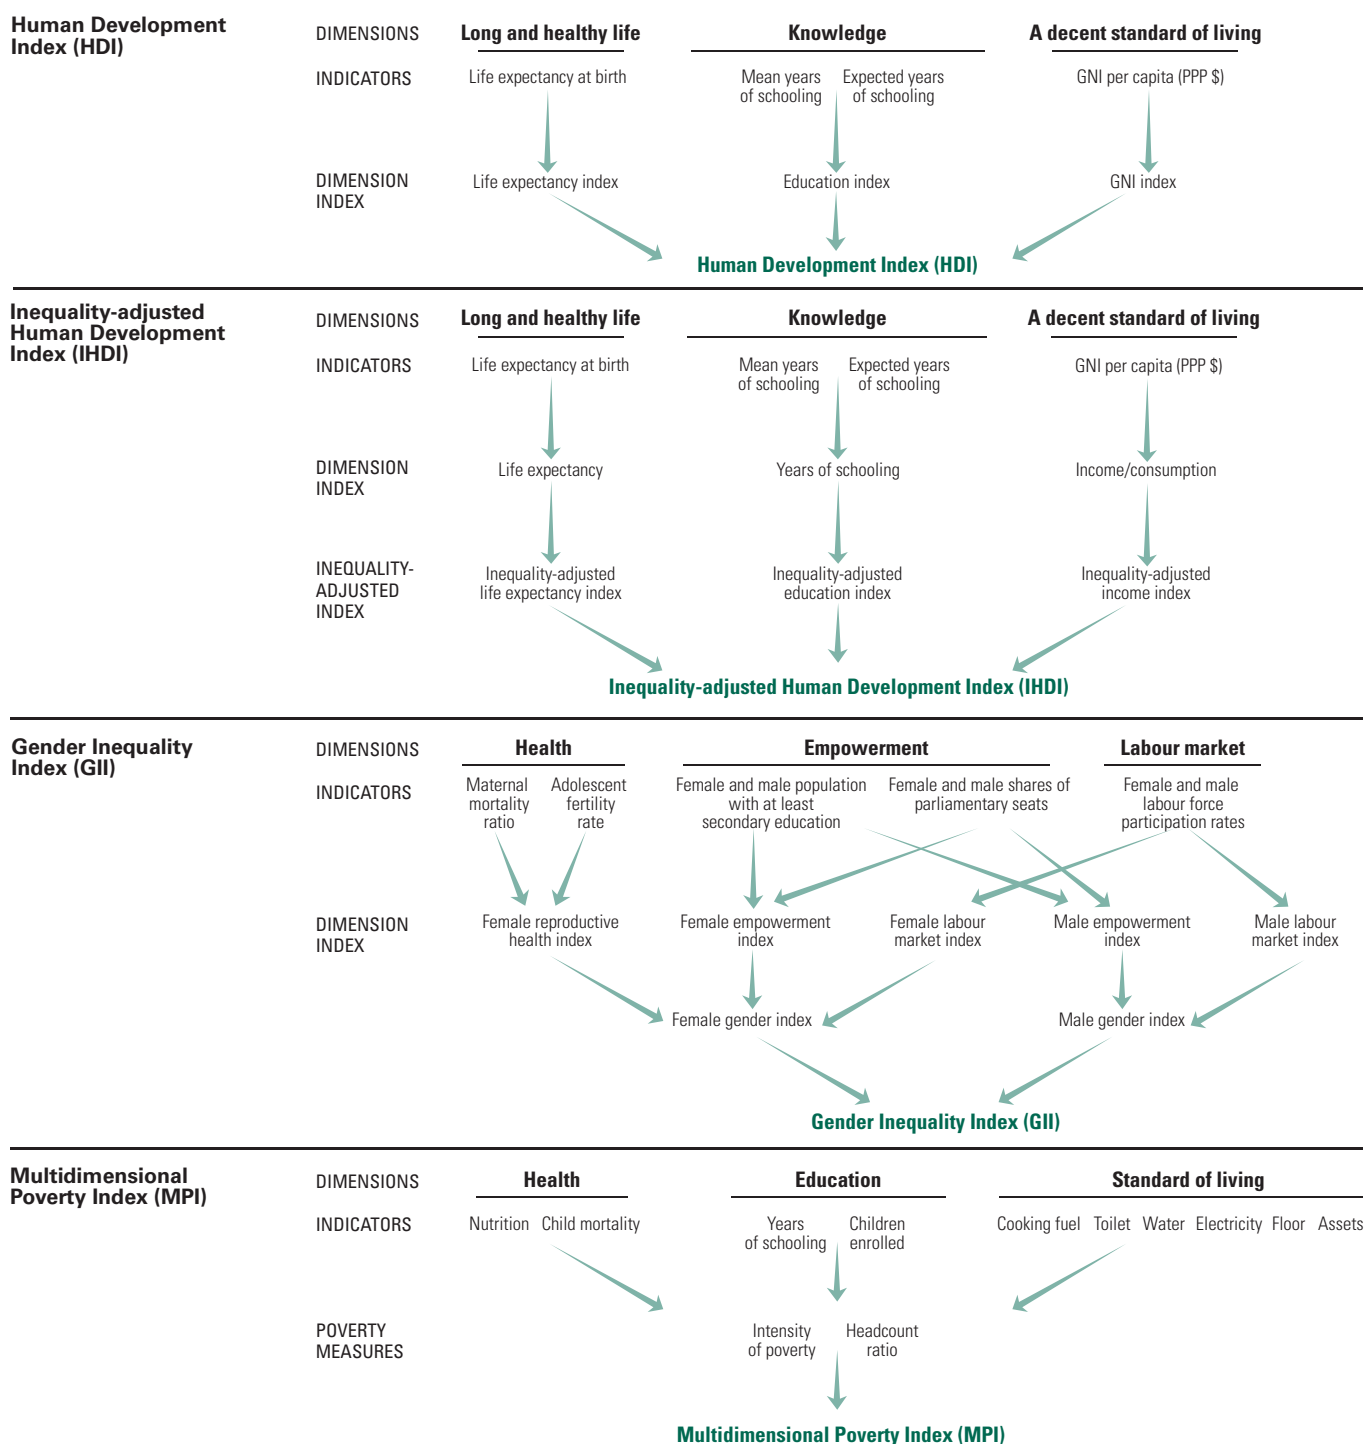 Human Development
Index (HDI)
DIMENSIONS
Long and healthy life
Knowledge
A decent standard of living
INDICATORS
Life expectancy at birth
Mean years
of schooling
Expected years
of schooling
GNI per capita (PPP $)
DIMENSION
INDEX
Life expectancy index
Education index
GNI index
Human Development Index (HDI)
Inequality-adjusted
Human Development
Index (IHDI)
DIMENSIONS
Long and healthy life
Knowledge
A decent standard of living
INDICATORS
Life expectancy at birth
Mean years
of schooling
Expected years
of schooling
GNI per capita (PPP $)
DIMENSION
INDEX
Life expectancy
Years of schooling
Income/consumption
INEQUALITY-
ADJUSTED
INDEX
Inequality-adjusted
life expectancy index
Inequality-adjusted
education index
Inequality-adjusted
income index
Inequality-adjusted Human Development Index (IHDI)
Gender Inequality
Index (GII)
DIMENSIONS
Health
Empowerment
Labour market
INDICATORS
Maternal
mortality
ratio
Adolescent
fertility
rate
Female and male population
with at least
secondary education
Female and male shares of
parliamentary seats
Female and male
labour force
participation rates
DIMENSION
INDEX
Female reproductive
health index
Female empowerment
index
Female labour
market index
Male empowerment
index
Male labour
market index
Female gender index
Male gender index
Gender Inequality Index (GII)
Multidimensional
Poverty Index (MPI)
DIMENSIONS
Health
Education
Standard of living
INDICATORS
Nutrition
Child mortality
Years
of schooling
Children
enrolled
Cooking fuel
Toilet
Water
Electricity
Floor
Assets
POVERTY
MEASURES
Intensity
of poverty
Headcount
ratio
Multidimensional Poverty Index (MPI)